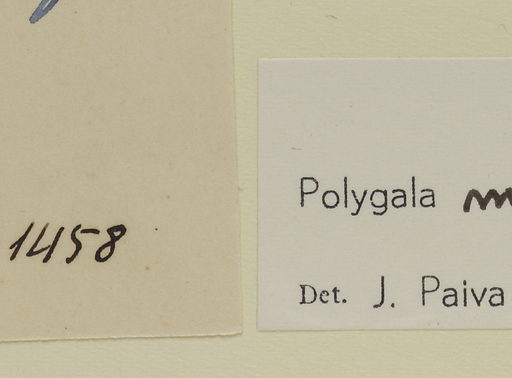 1458
Polygala
Det. J. Paiva